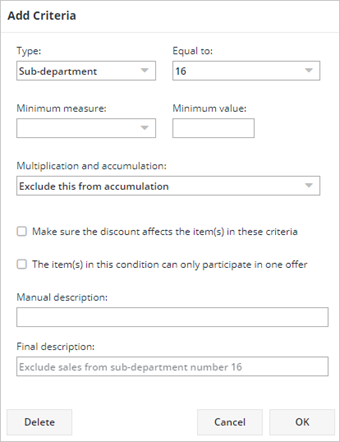 Add Criteria
Type: Equal to:
Sub-department 16
Minimum measure: Minimum value:
Multiplication and accumulation:
Exclude this from accumulation
Make sure the discount affects the item(s) in these criteria
The item(s) in this condition can only participate in one offer
Manual description:
Final description:
Exclude sales from sub-department number 16
Delete Cancel OK